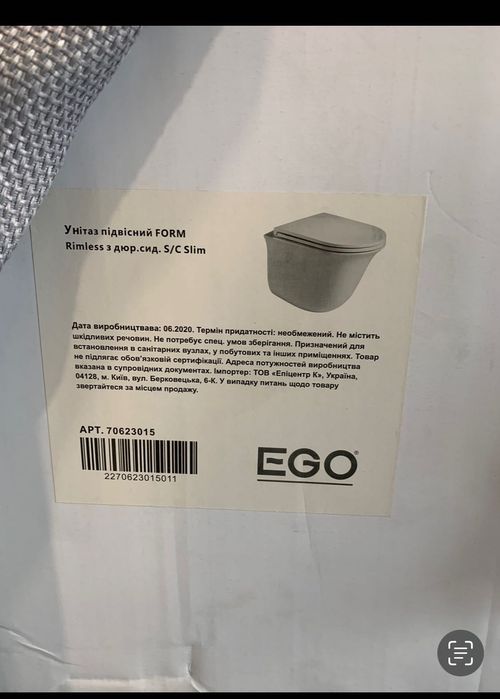 Унітаз підвісний FORM
Rimless з дюр.сид. S/C Slim
Дата виробництвава: 06.2020. Термін придатності: необмежений. Не містить
шкідливих речовин. Не потребує спец. умов зберігання. Призначений для
встановлення в санітарних вузлах, у побутових та інших приміщеннях. Товар
не підлягає обов'язковій сертифікації. Адреса потужностей виробництва
вказана в супровідних документах. Імпортер: ТОВ «Епіцентр К», Україна,
04128, м. Київ, вул. Берковецька, 6-К. У випадку питань щодо товару
звертайтеся за місцем продажу.
АРТ. 70623015
2270623015011
EGO®